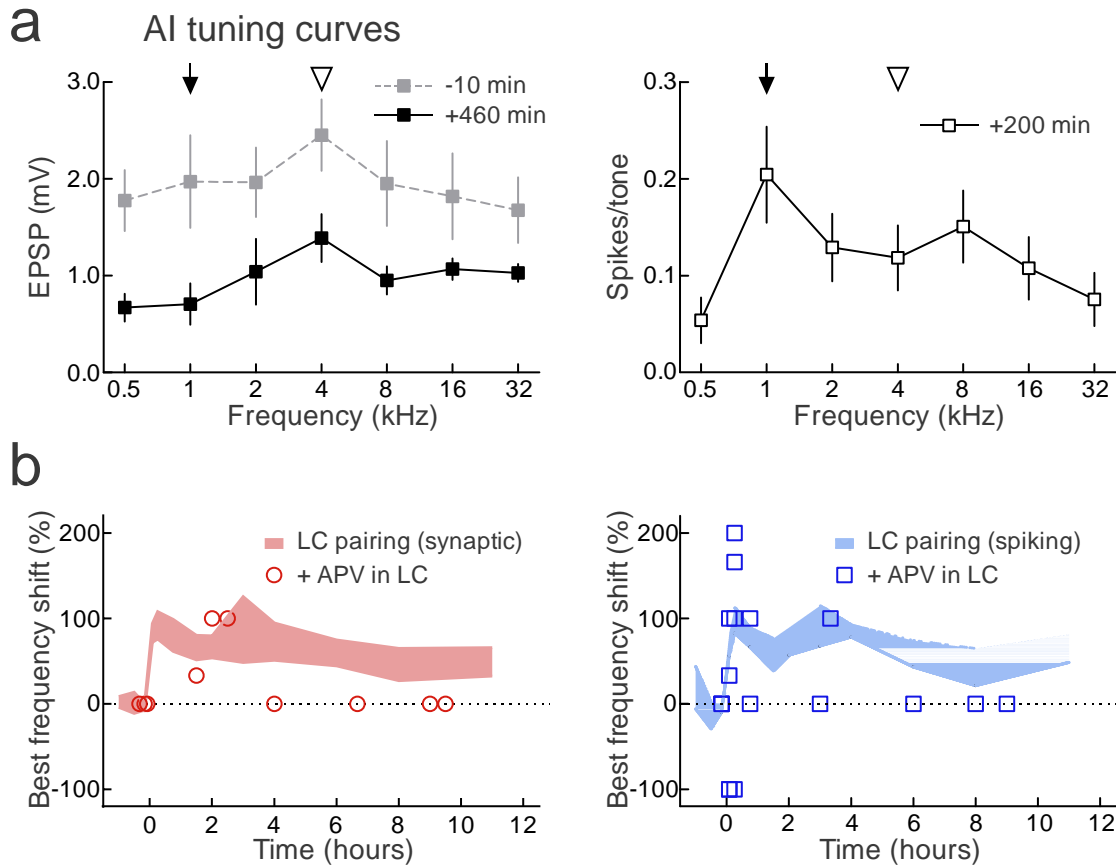 a
AI tuning curves
-10 min
+460 min
EPSP (mV)
3.0
2.0
1.0
0.0
0.5 1 2 4 8 16 32
Frequency (kHz)
+200 min
Spikes/tone
0.3
0.2
0.1
0.0
0.5 1 2 4 8 16 32
Frequency (kHz)
b
LC pairing (synaptic)
+ APV in LC
Best frequency shift (%)
200
100
0
-100
0 2 4 6 8 10 12
Time (hours)
LC pairing (spiking)
+ APV in LC
Best frequency shift (%)
200
100
0
-100
0 2 4 6 8 10 12
Time (hours)